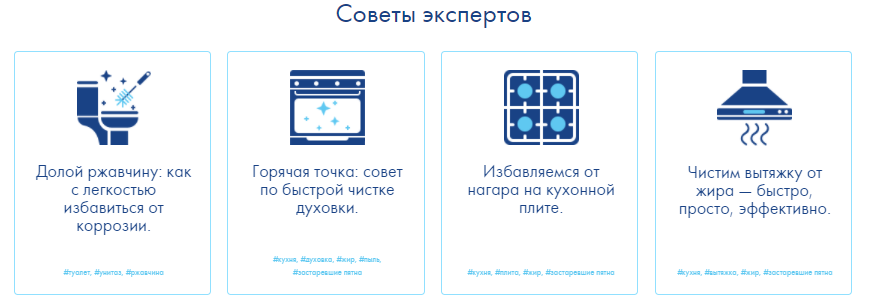 Советы экспертов
Долой ржавчину: как
с легкостью
избавиться от
коррозии.
#туалет, #унитаз, #ржавчина
Горячая точка: совет
по быстрой чистке
духовки.
#кухня, #духовка, #жир, #пыль,
#застаревшие пятна
Избавляемся от
нагара на кухонной
плите.
#кухня, #плита, #жир, #застаревшие пятна
Чистим вытяжку от
жира — быстро,
просто, эффективно.
#кухня, #вытяжка, #жир, #застаревшие пятна